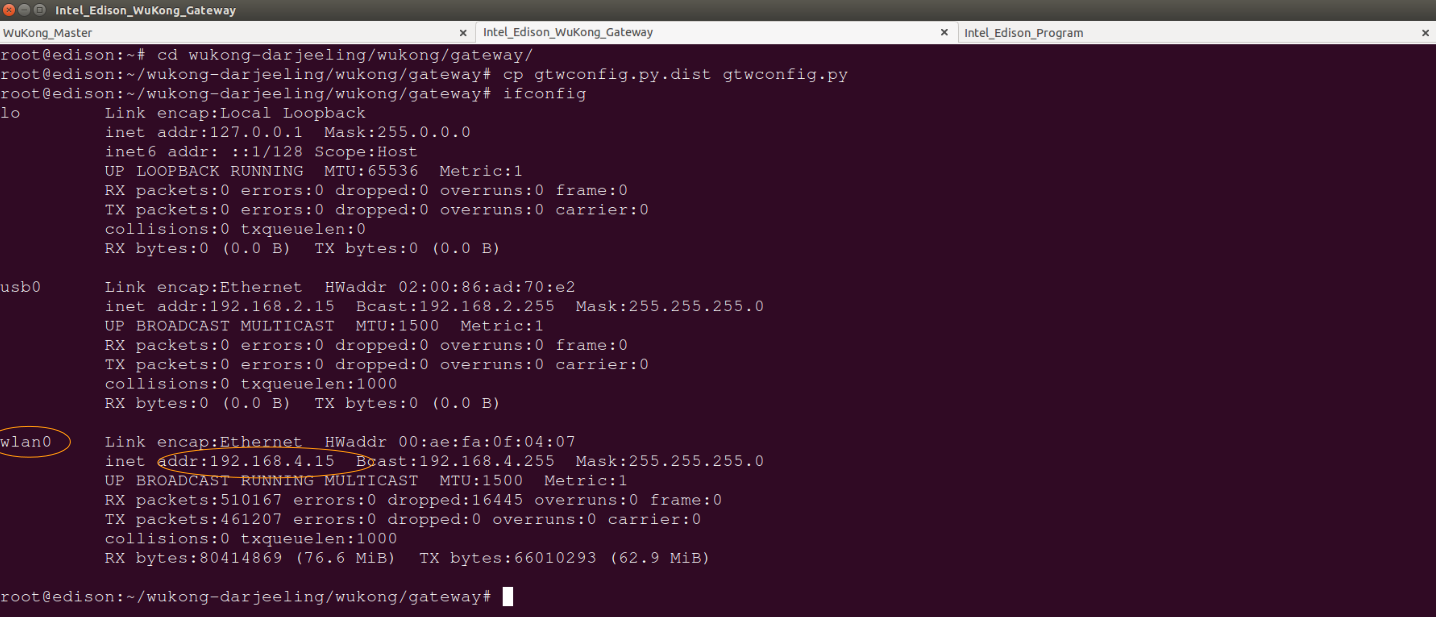 Intel_Edison_WuKong_Gateway
WuKong_Master × Intel_Edison_WuKong_Gateway × Intel_Edison_Program ×
root@edison:~# cd wukong-darjeeling/wukong/gateway/
root@edison:~/wukong-darjeeling/wukong/gateway# cp gtwconfig.py.dist gtwconfig.py
root@edison:~/wukong-darjeeling/wukong/gateway# ifconfig
lo        Link encap:Local Loopback
          inet addr:127.0.0.1  Mask:255.0.0.0
          inet6 addr: ::1/128 Scope:Host
          UP LOOPBACK RUNNING  MTU:65536  Metric:1
          RX packets:0 errors:0 dropped:0 overruns:0 frame:0
          TX packets:0 errors:0 dropped:0 overruns:0 carrier:0
          collisions:0 txqueuelen:0
          RX bytes:0 (0.0 B)  TX bytes:0 (0.0 B)
usb0      Link encap:Ethernet  HWaddr 02:00:86:ad:70:e2
          inet addr:192.168.2.15  Bcast:192.168.2.255  Mask:255.255.255.0
          UP BROADCAST MULTICAST  MTU:1500  Metric:1
          RX packets:0 errors:0 dropped:0 overruns:0 frame:0
          TX packets:0 errors:0 dropped:0 overruns:0 carrier:0
          collisions:0 txqueuelen:1000
          RX bytes:0 (0.0 B)  TX bytes:0 (0.0 B)
wlan0     Link encap:Ethernet  HWaddr 00:ae:fa:0f:04:07
          inet addr:192.168.4.15  Bcast:192.168.4.255  Mask:255.255.255.0
          UP BROADCAST RUNNING MULTICAST  MTU:1500  Metric:1
          RX packets:510167 errors:0 dropped:16445 overruns:0 frame:0
          TX packets:461207 errors:0 dropped:0 overruns:0 carrier:0
          collisions:0 txqueuelen:1000
          RX bytes:80414869 (76.6 MiB)  TX bytes:66010293 (62.9 MiB)
root@edison:~/wukong-darjeeling/wukong/gateway#